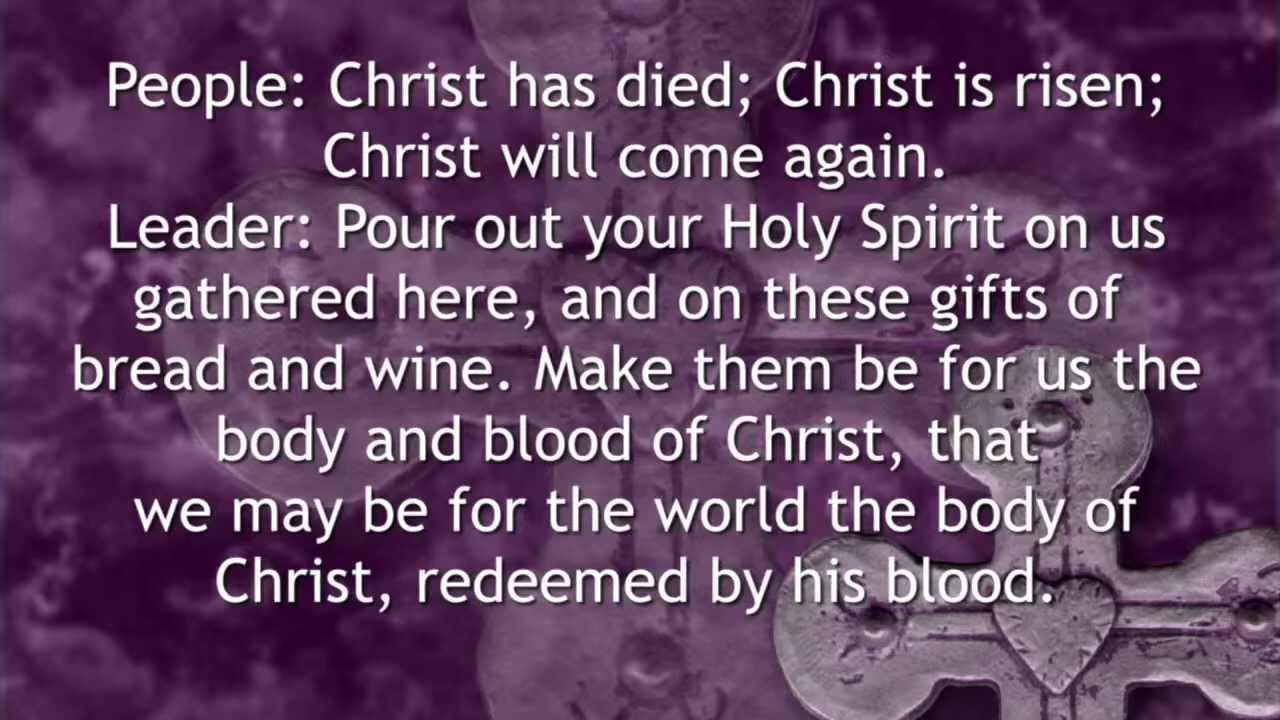 People: Christ has died; Christ is risen;
Christ will come again.
Leader: Pour out your Holy Spirit on us
gathered here, and on these gifts of
bread and wine. Make them be for us the
body and blood of Christ, that
we may be for the world the body of
Christ, redeemed by his blood.